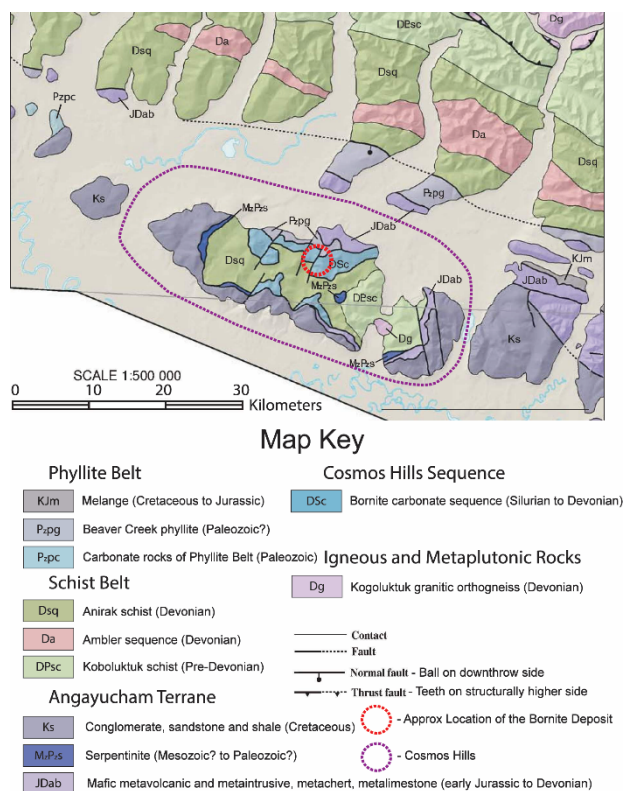 DPsc
Dg
Da
Dsq
Dsq
JDab
Pzpc
Da
Dsq
Ks
Pzpg
MzPzs
Pzpg
JDab
KJm
Dsq
DSc
JDab
JDab
MzPzs
DPsc
Ks
Dg
MzPzs
SCALE 1:500 000
0 10 20 30
Kilometers
Map Key
Phyllite Belt
KJm Melange (Cretaceous to Jurassic)
PzPg Beaver Creek phyllite (Paleozoic?)
Pzpc Carbonate rocks of Phyllite Belt (Paleozoic)
Schist Belt
Dsq Anirak schist (Devonian)
Da Ambler sequence (Devonian)
DPsc Koboluktuk schist (Pre-Devonian)
Angayucham Terrane
Ks Conglomerate, sandstone and shale (Cretaceous)
MzPzs Serpentinite (Mesozoic? to Paleozoic?)
JDab Mafic metavolcanic and metaintrusive, metachert, metalimestone (early Jurassic to Devonian)
Cosmos Hills Sequence
DSc Bornite carbonate sequence (Silurian to Devonian)
Igneous and Metaplutonic Rocks
Dg Kogoluktuk granitic orthogneiss (Devonian)
Contact
Fault
Normal fault - Ball on downthrow side
Thrust fault - Teeth on structurally higher side
- Approx Location of the Bornite Deposit
- Cosmos Hills